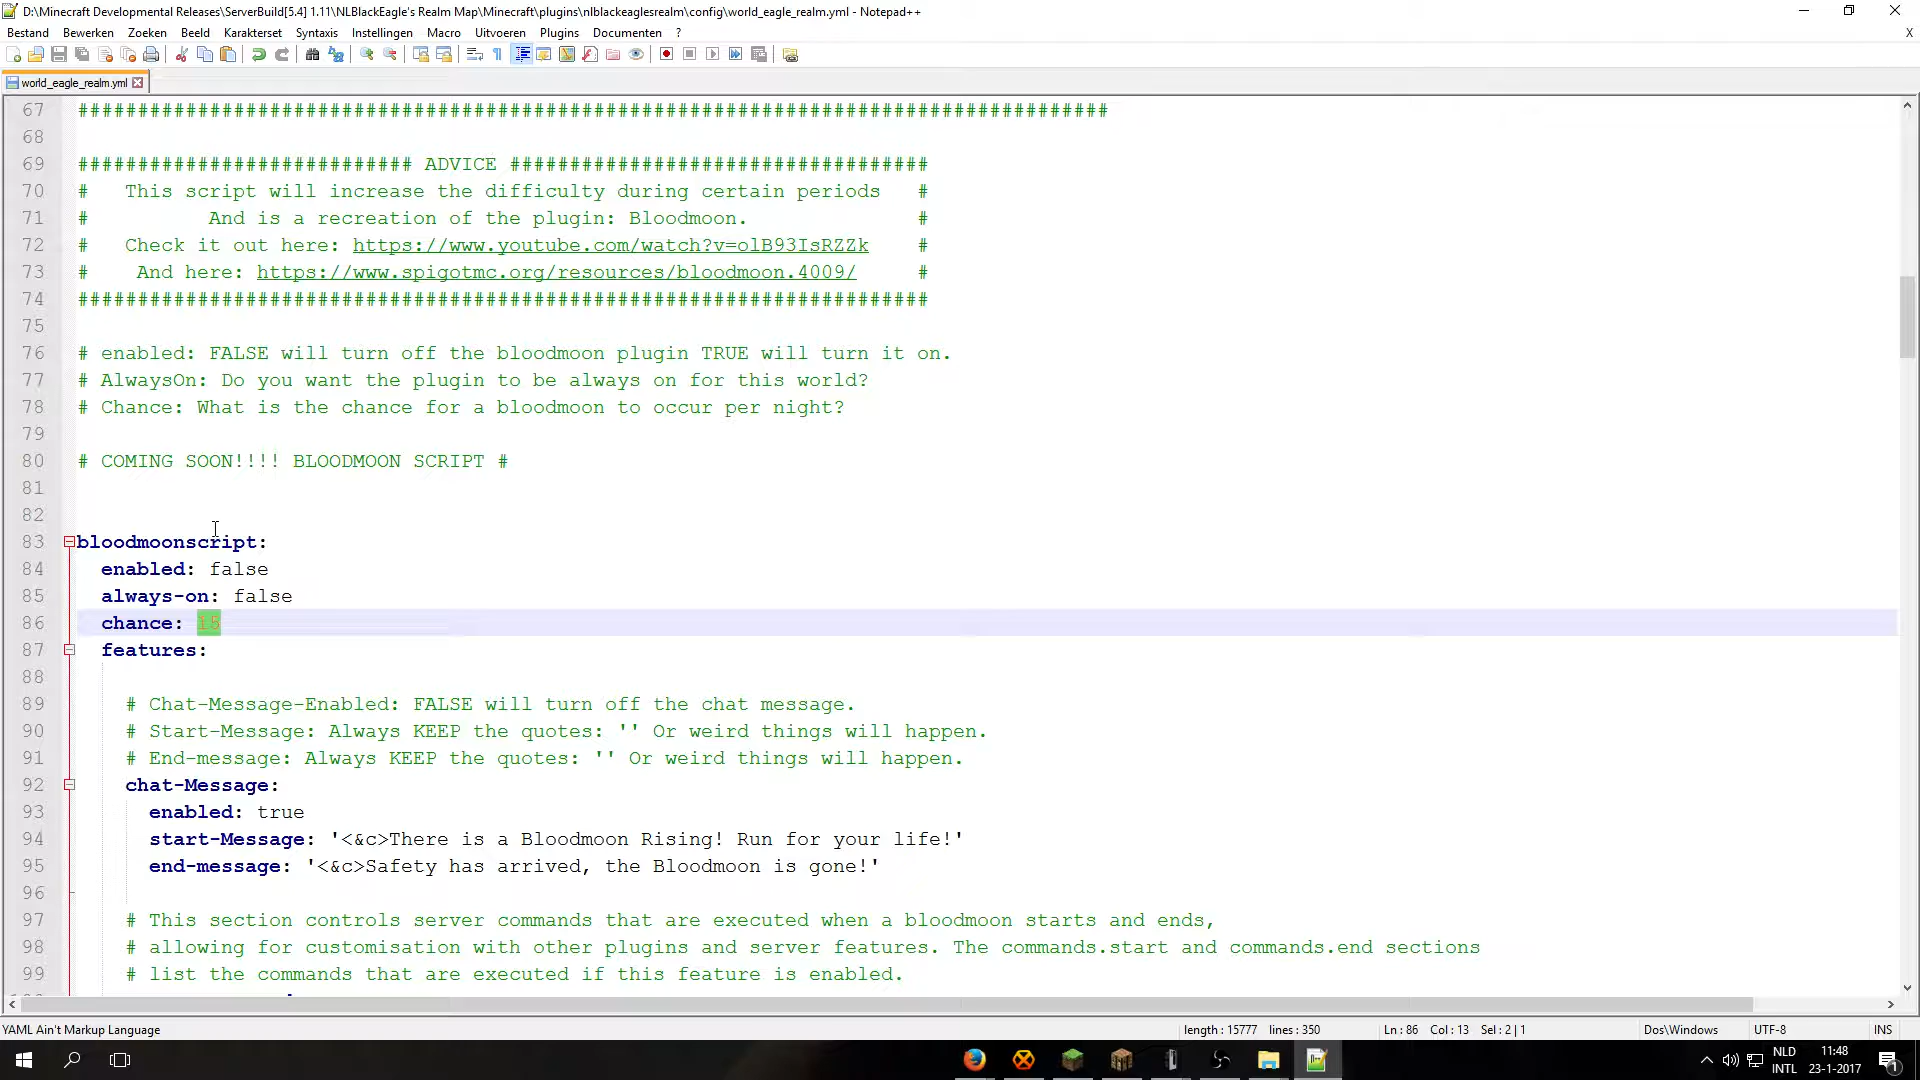 D:\Minecraft Developmental Releases\ServerBuild[5.4] 1.11\NLBlackEagle's Realm Map\Minecraft\plugins\nlblackeaglesrealm\config\world_eagle_realm.yml - Notepad++
Bestand Bewerken Zoeken Beeld Karakterset Syntaxis Instellingen Macro Uitvoeren Plugins Documenten ? X
world_eagle_realm.yml
67 ######################################################################################
68
69 ############################ ADVICE ###################################
70 # This script will increase the difficulty during certain periods #
71 # And is a recreation of the plugin: Bloodmoon. #
72 # Check it out here: https://www.youtube.com/watch?v=olB93IsRZZk #
73 # And here: https://www.spigotmc.org/resources/bloodmoon.4009/ #
74 #######################################################################
75
76 # enabled: FALSE will turn off the bloodmoon plugin TRUE will turn it on.
77 # AlwaysOn: Do you want the plugin to be always on for this world?
78 # Chance: What is the chance for a bloodmoon to occur per night?
79
80 # COMING SOON!!!! BLOODMOON SCRIPT #
81
82
83 bloodmoonscript:
84 enabled: false
85 always-on: false
86 chance: 15
87 features:
88
89 # Chat-Message-Enabled: FALSE will turn off the chat message.
90 # Start-Message: Always KEEP the quotes: '' Or weird things will happen.
91 # End-message: Always KEEP the quotes: '' Or weird things will happen.
92 chat-Message:
93 enabled: true
94 start-Message: '<&c>There is a Bloodmoon Rising! Run for your life!'
95 end-message: '<&c>Safety has arrived, the Bloodmoon is gone!'
96
97 # This section controls server commands that are executed when a bloodmoon starts and ends,
98 # allowing for customisation with other plugins and server features. The commands.start and commands.end sections
99 # list the commands that are executed if this feature is enabled.
YAML Ain't Markup Language length : 15777 lines : 350 Ln : 86 Col : 13 Sel : 2 | 1 Dos\Windows UTF-8 INS
NLD 11:48
INTL 23-1-2017 1